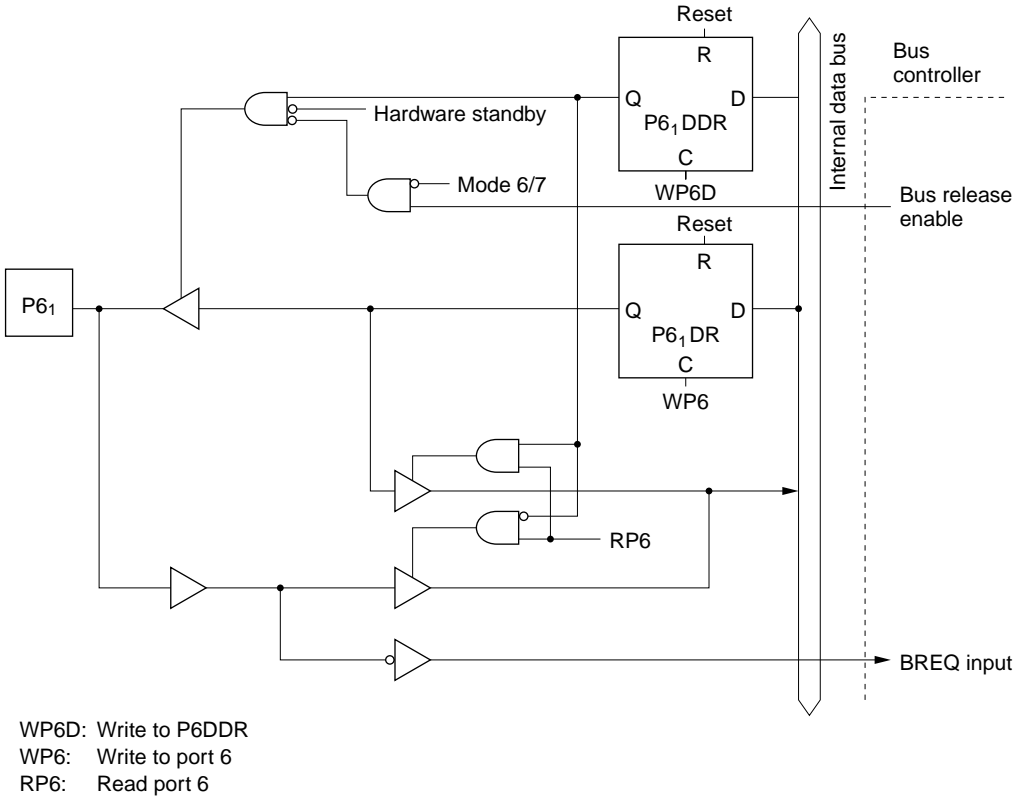 Reset
R
Q
D
P6₁DDR
C
WP6D
Internal data bus
Bus
controller
Hardware standby
Mode 6/7
Bus release
enable
Reset
R
Q
D
P6₁DR
C
WP6
P6₁
RP6
BREQ input
WP6D: Write to P6DDR
WP6: Write to port 6
RP6: Read port 6